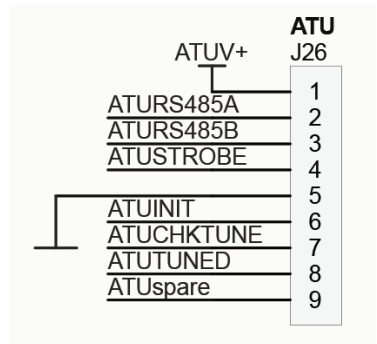 ATU
ATUV+ J26
1
ATURS485A 2
ATURS485B 3
ATUSTROBE 4
5
ATUINIT 6
ATUCHKTUNE 7
ATUTUNED 8
ATUspare 9